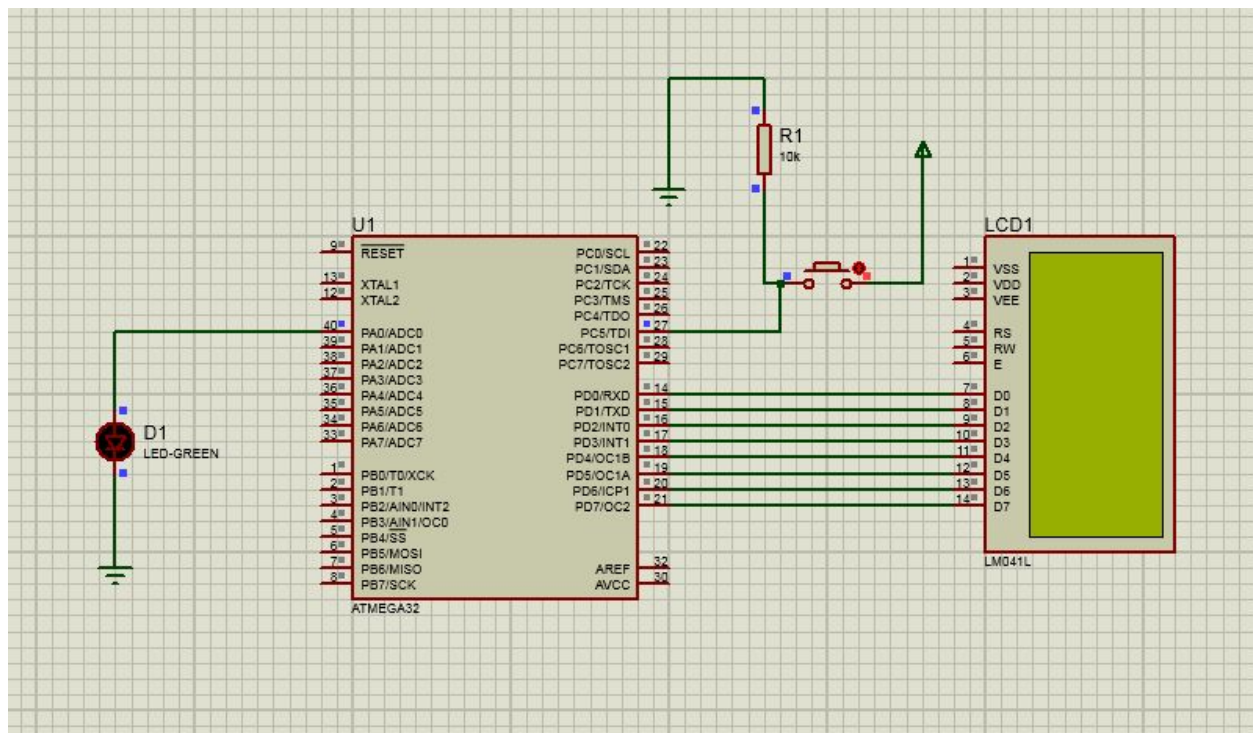 R1
10k
U1
9 RESET
13 XTAL1
12 XTAL2
40 PA0/ADC0
39 PA1/ADC1
38 PA2/ADC2
37 PA3/ADC3
36 PA4/ADC4
35 PA5/ADC5
34 PA6/ADC6
33 PA7/ADC7
1 PB0/T0/XCK
2 PB1/T1
3 PB2/AIN0/INT2
4 PB3/AIN1/OC0
5 PB4/SS
6 PB5/MOSI
7 PB6/MISO
8 PB7/SCK
PC0/SCL 22
PC1/SDA 23
PC2/TCK 24
PC3/TMS 25
PC4/TDO 26
PC5/TDI 27
PC6/TOSC1 28
PC7/TOSC2 29
PD0/RXD 14
PD1/TXD 15
PD2/INT0 16
PD3/INT1 17
PD4/OC1B 18
PD5/OC1A 19
PD6/ICP1 20
PD7/OC2 21
AREF 32
AVCC 30
ATMEGA32
D1
LED-GREEN
LCD1
1 VSS
2 VDD
3 VEE
4 RS
5 RW
6 E
7 D0
8 D1
9 D2
10 D3
11 D4
12 D5
13 D6
14 D7
LM041L